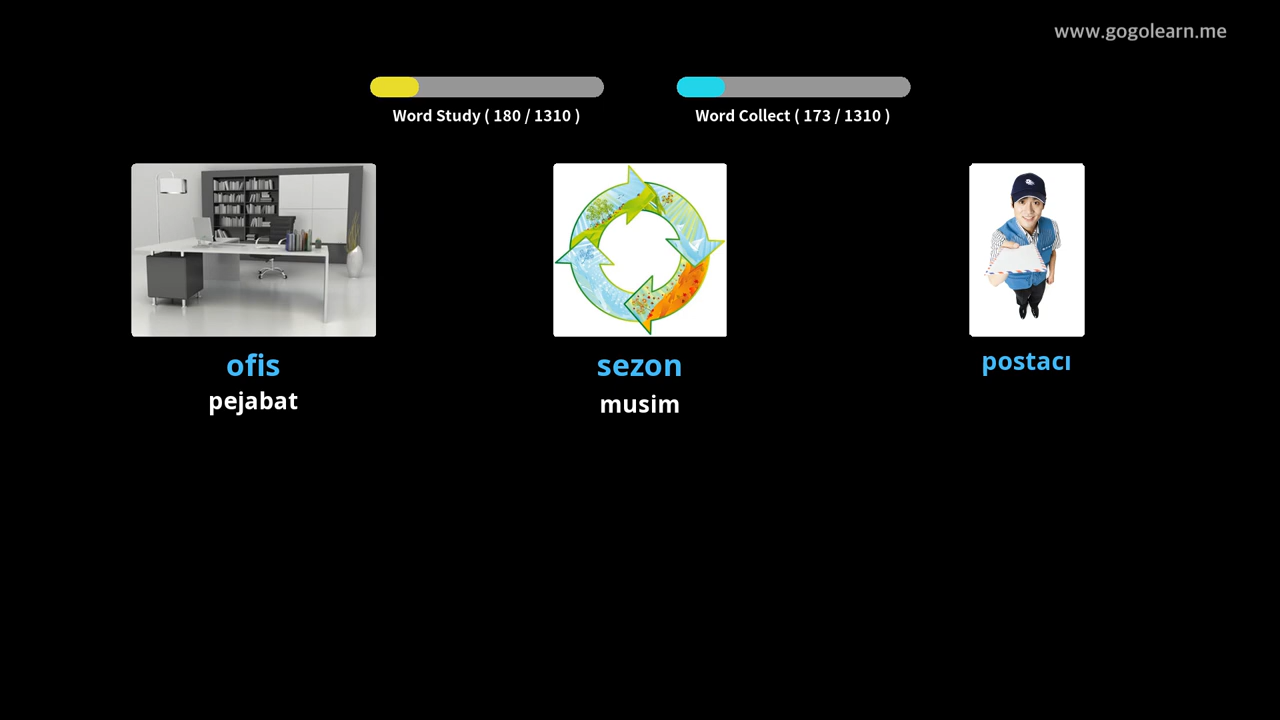 www.gogolearn.me
Word Study ( 180 / 1310 )
Word Collect ( 173 / 1310 )
ofis
sezon
postacı
pejabat
musim